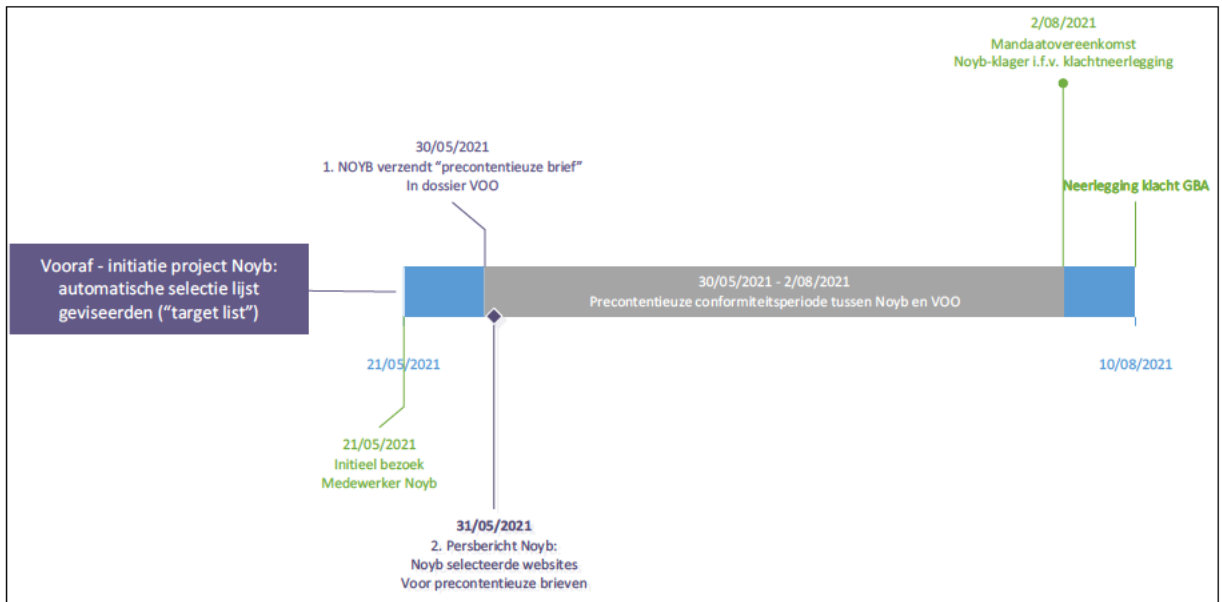 2/08/2021
Mandaatovereenkomst
Noyb-klager i.f.v. klachtneerlegging
30/05/2021
1. NOYB verzendt “precontentieuze brief”
In dossier VOO
Neerlegging klacht GBA
Vooraf - initiatie project Noyb:
automatische selectie lijst
geviseerden (“target list”)
30/05/2021 - 2/08/2021
Precontentieuze conformiteitsperiode tussen Noyb en VOO
21/05/2021
10/08/2021
21/05/2021
Initieel bezoek
Medewerker Noyb
31/05/2021
2. Persbericht Noyb:
Noyb selecteerde websites
Voor precontentieuze brieven